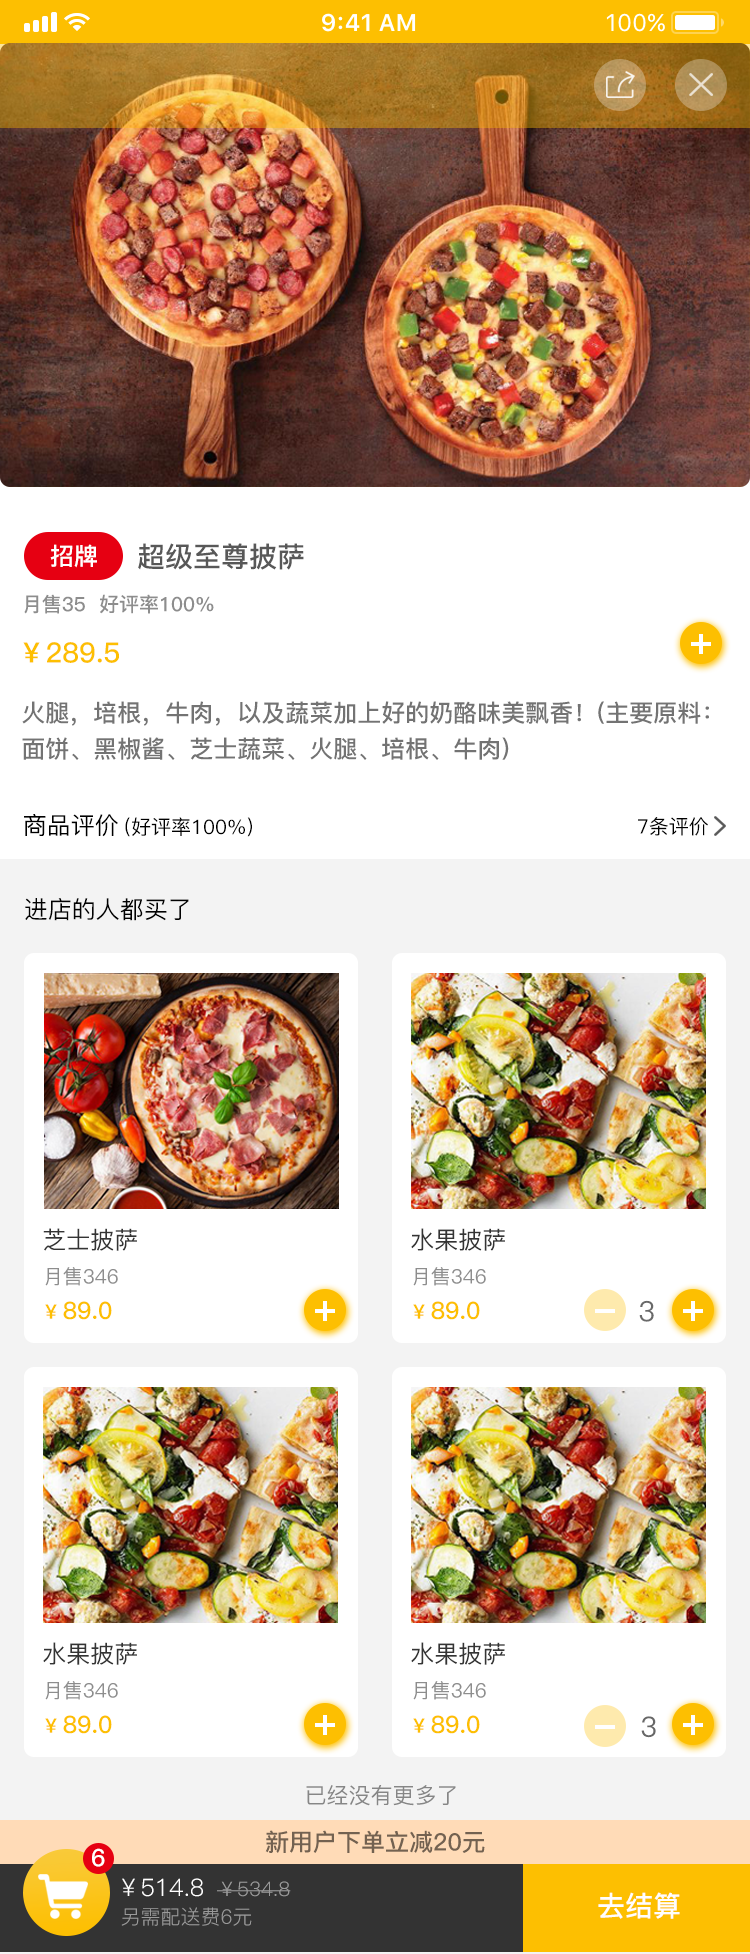 9:41 AM
100%
招牌 超级至尊披萨
月售35 好评率100%
¥ 289.5
火腿，培根，牛肉，以及蔬菜加上好的奶酪味美飘香！(主要原料：
面饼、黑椒酱、芝士蔬菜、火腿、培根、牛肉)
商品评价 (好评率100%)
7条评价
进店的人都买了
芝士披萨
月售346
¥ 89.0
水果披萨
月售346
¥ 89.0
3
水果披萨
月售346
¥ 89.0
水果披萨
月售346
¥ 89.0
3
已经没有更多了
新用户下单立减20元
6
¥ 514.8 ¥ 534.8
另需配送费6元
去结算